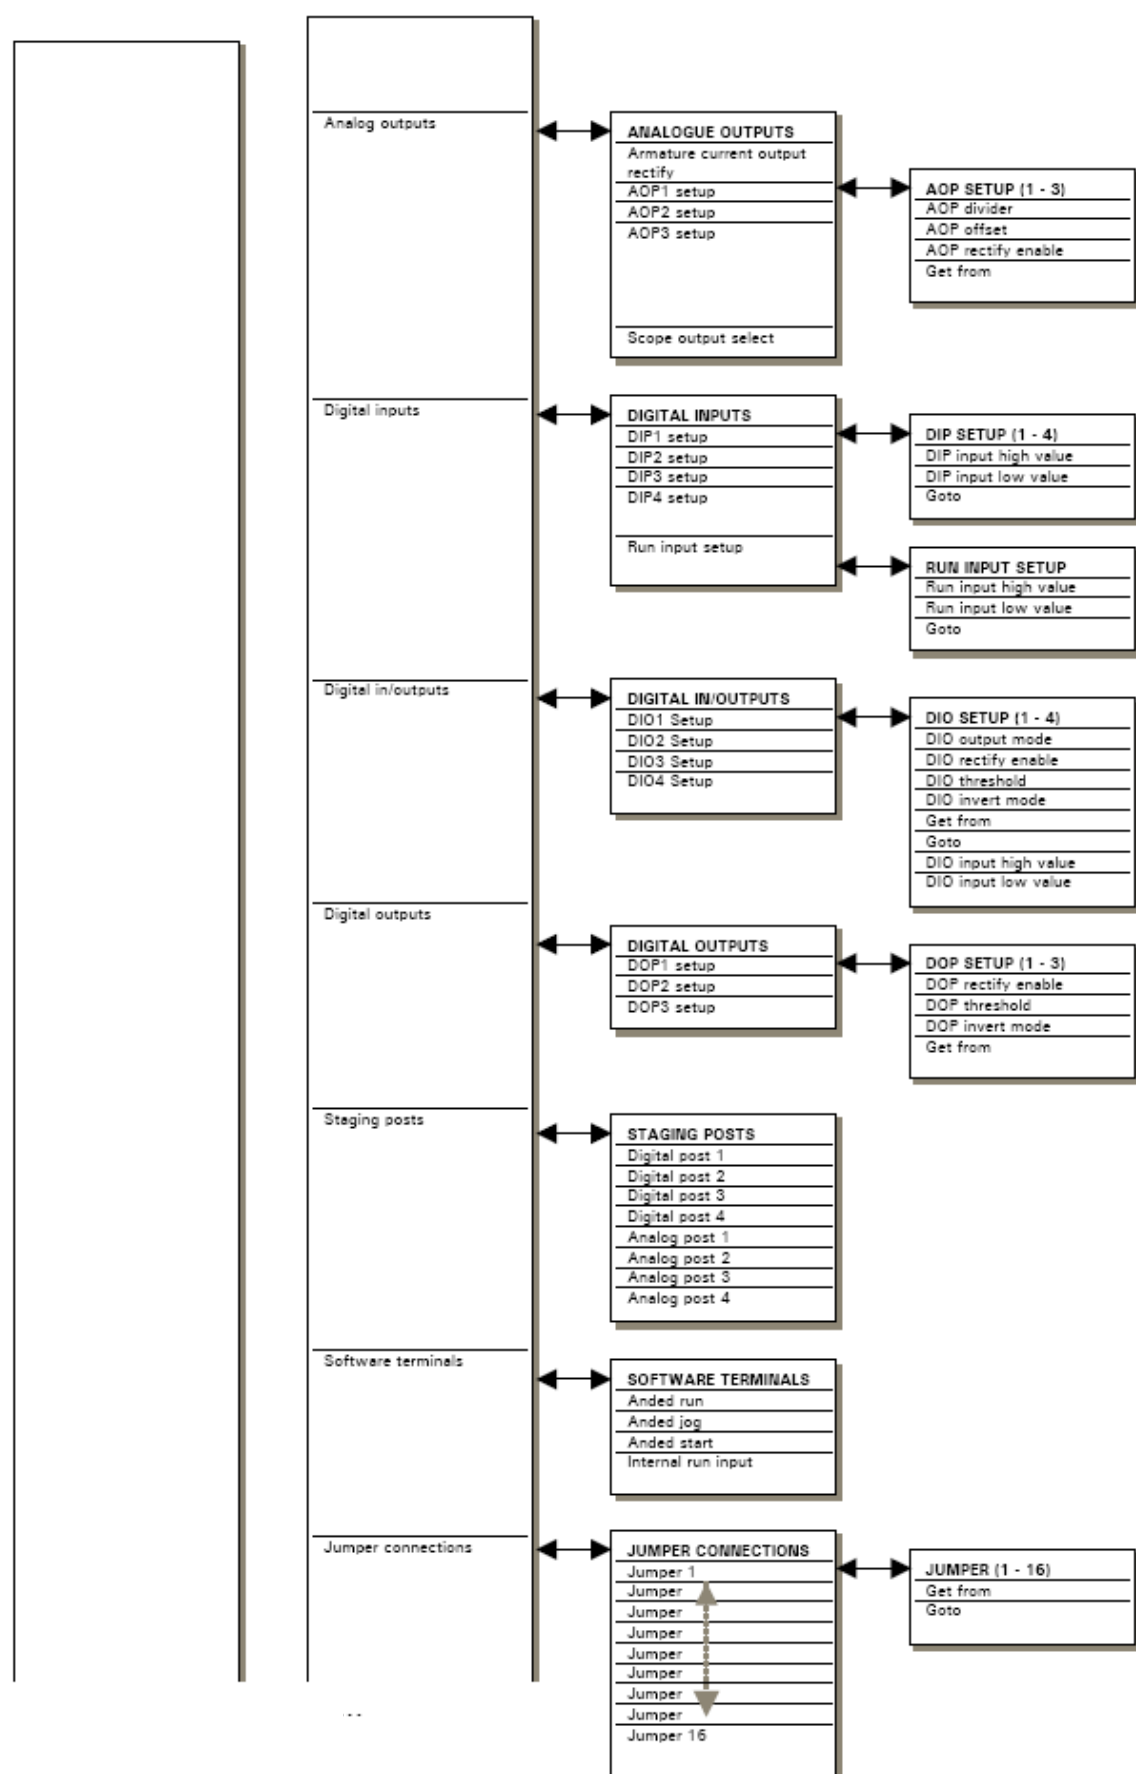 Analog outputs
ANALOGUE OUTPUTS
Armature current output
rectify
AOP1 setup
AOP2 setup
AOP3 setup
Scope output select
AOP SETUP (1 - 3)
AOP divider
AOP offset
AOP rectify enable
Get from
Digital inputs
DIGITAL INPUTS
DIP1 setup
DIP2 setup
DIP3 setup
DIP4 setup
Run input setup
DIP SETUP (1 - 4)
DIP input high value
DIP input low value
Goto
RUN INPUT SETUP
Run input high value
Run input low value
Goto
Digital in/outputs
DIGITAL IN/OUTPUTS
DIO1 Setup
DIO2 Setup
DIO3 Setup
DIO4 Setup
DIO SETUP (1 - 4)
DIO output mode
DIO rectify enable
DIO threshold
DIO invert mode
Get from
Goto
DIO input high value
DIO input low value
Digital outputs
DIGITAL OUTPUTS
DOP1 setup
DOP2 setup
DOP3 setup
DOP SETUP (1 - 3)
DOP rectify enable
DOP threshold
DOP invert mode
Get from
Staging posts
STAGING POSTS
Digital post 1
Digital post 2
Digital post 3
Digital post 4
Analog post 1
Analog post 2
Analog post 3
Analog post 4
Software terminals
SOFTWARE TERMINALS
Anded run
Anded jog
Anded start
Internal run input
Jumper connections
JUMPER CONNECTIONS
Jumper 1
Jumper
Jumper
Jumper
Jumper
Jumper
Jumper
Jumper
Jumper 16
JUMPER (1 - 16)
Get from
Goto